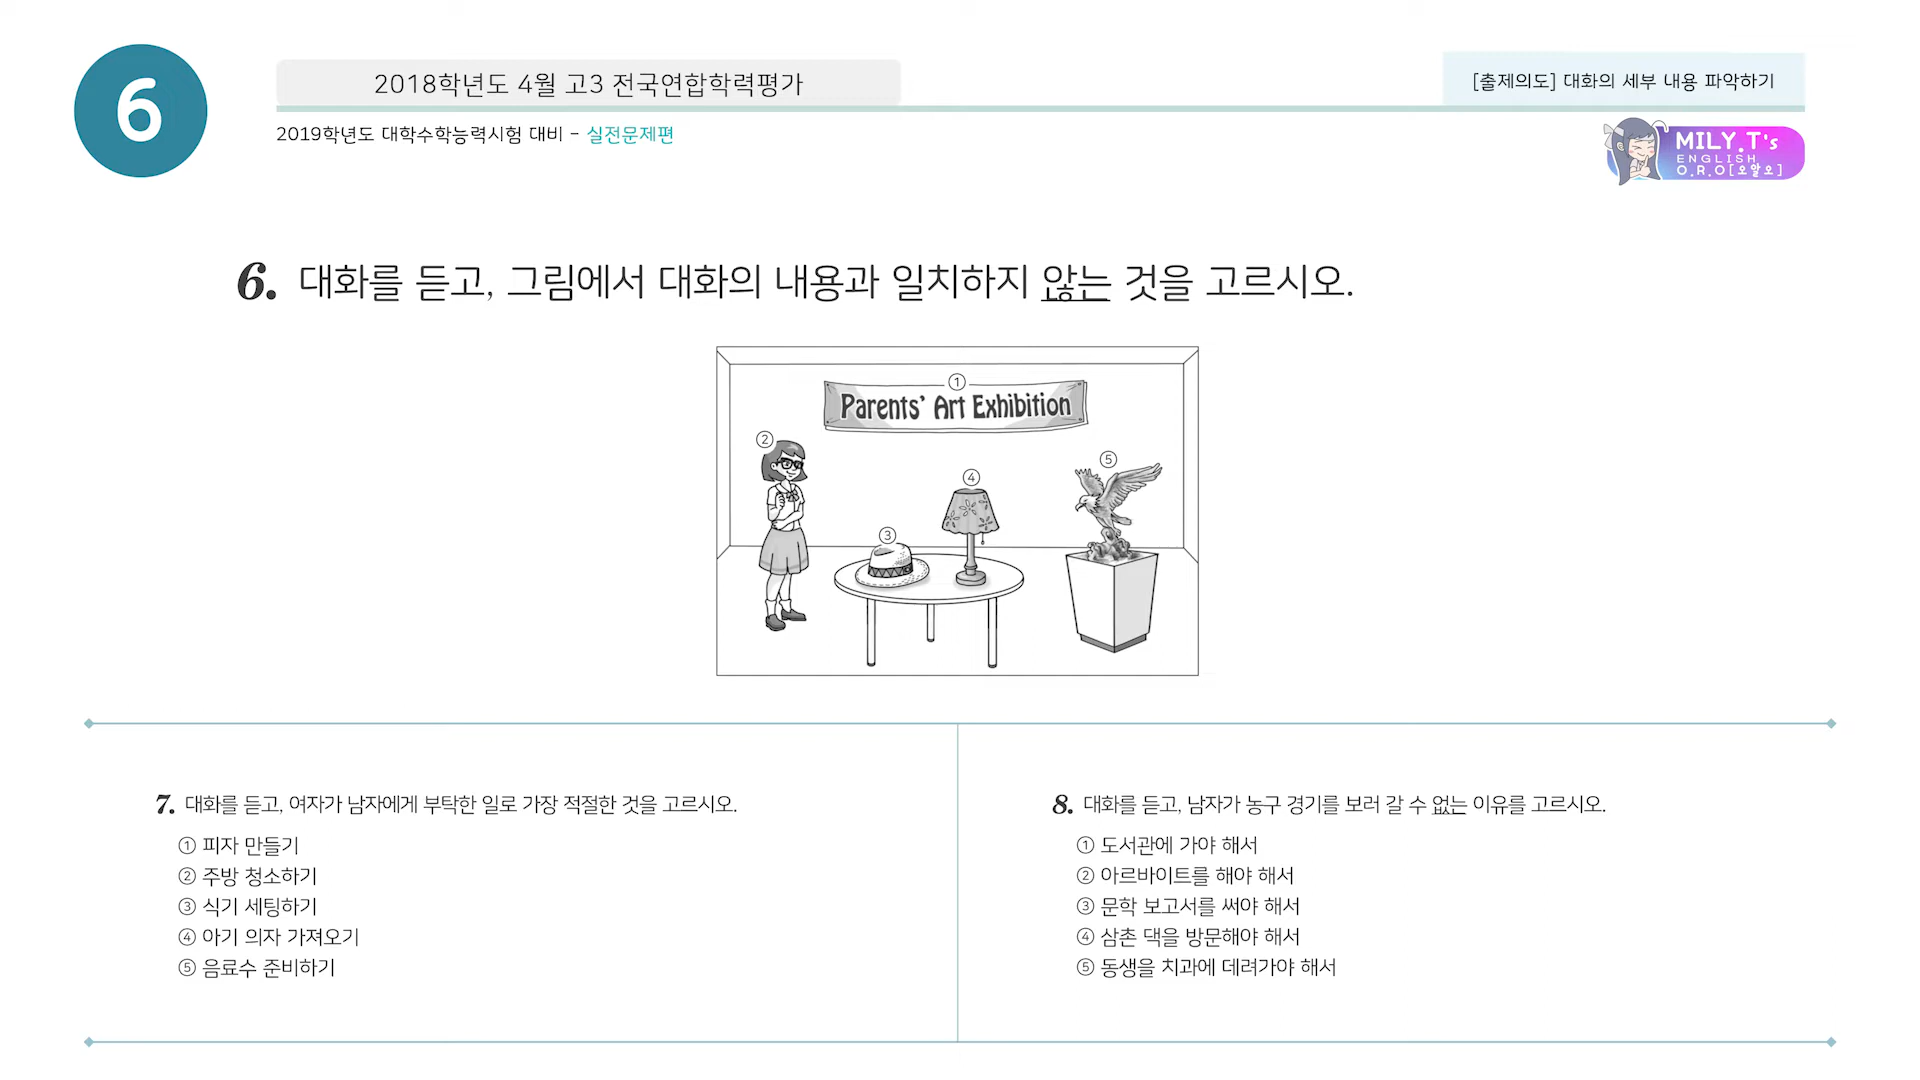 6
2018학년도 4월 고3 전국연합학력평가
[출제의도] 대화의 세부 내용 파악하기
2019학년도 대학수학능력시험 대비 - 실전문제편
MILY.T's
ENGLISH
O.R.O[오알오]
6. 대화를 듣고, 그림에서 대화의 내용과 일치하지 않는 것을 고르시오.
①
Parents' Art Exhibition
②
③
④
⑤
7. 대화를 듣고, 여자가 남자에게 부탁한 일로 가장 적절한 것을 고르시오.
① 피자 만들기
② 주방 청소하기
③ 식기 세팅하기
④ 아기 의자 가져오기
⑤ 음료수 준비하기
8. 대화를 듣고, 남자가 농구 경기를 보러 갈 수 없는 이유를 고르시오.
① 도서관에 가야 해서
② 아르바이트를 해야 해서
③ 문학 보고서를 써야 해서
④ 삼촌 댁을 방문해야 해서
⑤ 동생을 치과에 데려가야 해서